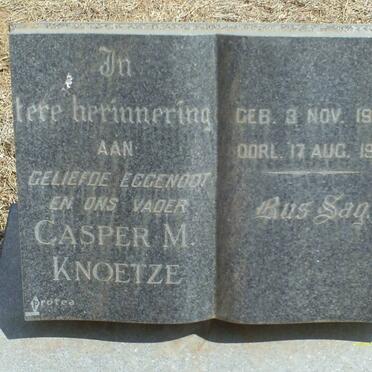 In
tere herinnering
AAN
GELIEFDE EGGENOOT
EN ONS VADER
CASPER M.
KNOETZE
Protea
GEB. 3 NOV. 19
OORL. 17 AUG. 19
Rus Sag.